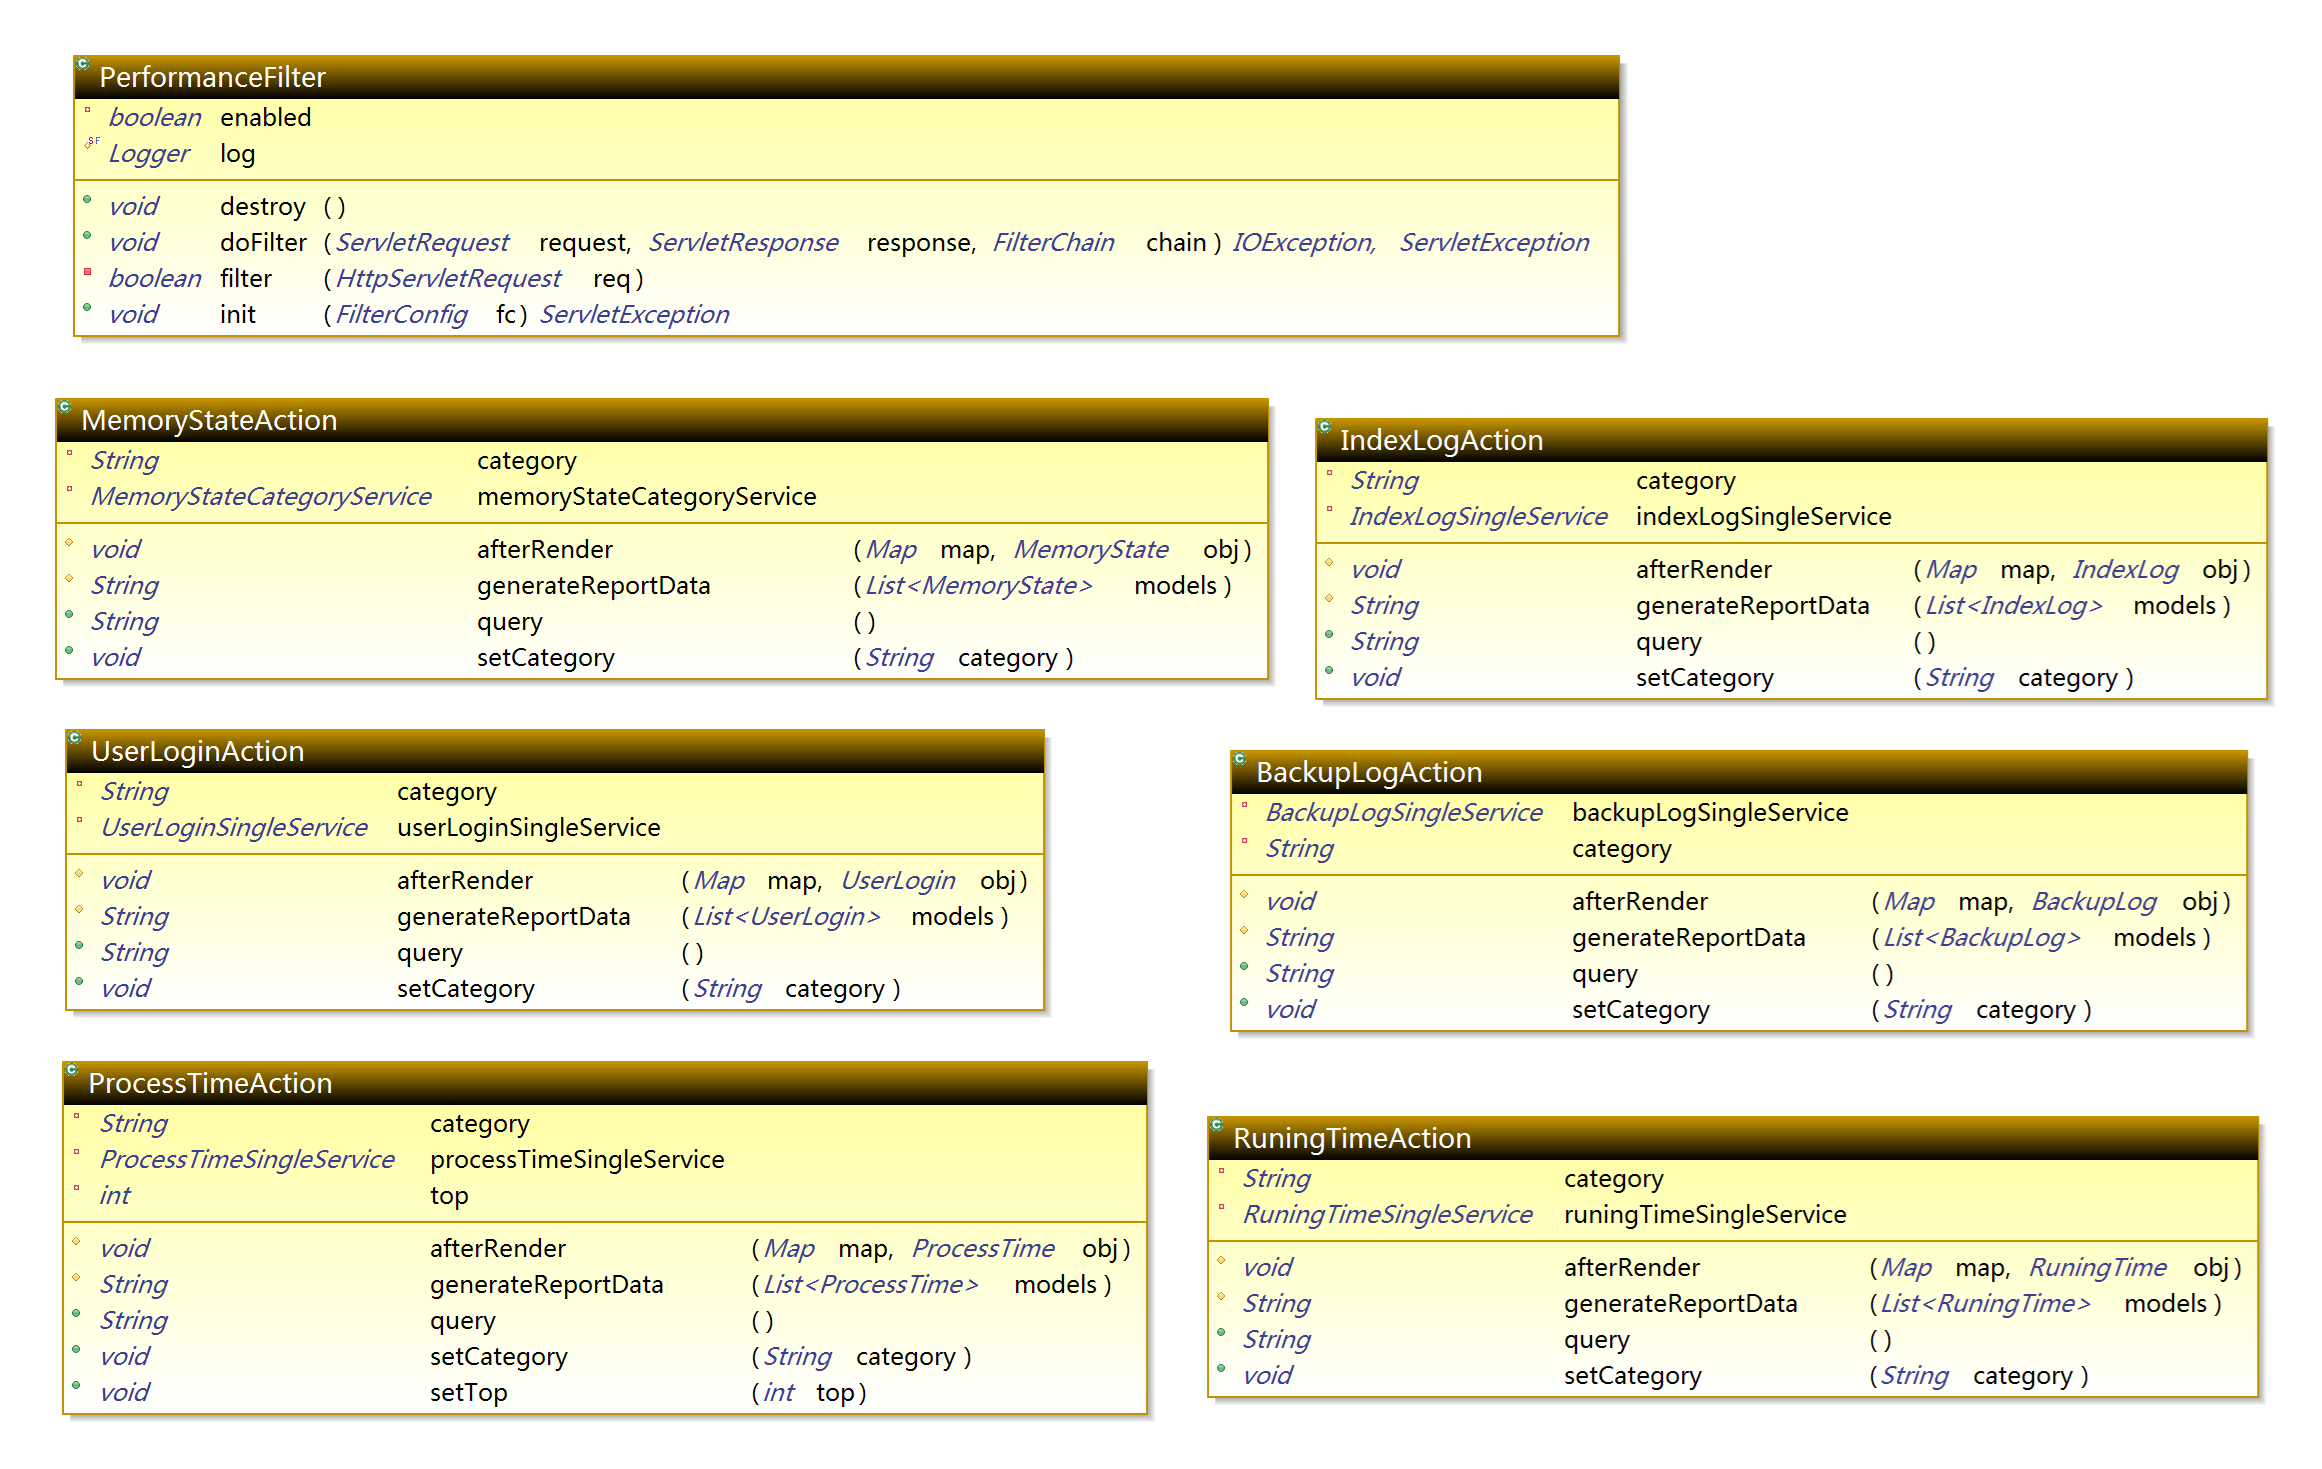 PerformanceFilter
boolean enabled
Logger log
void destroy ()
void doFilter (ServletRequest request, ServletResponse response, FilterChain chain) IOException, ServletException
boolean filter (HttpServletRequest req)
void init (FilterConfig fc) ServletException
MemoryStateAction
String category
MemoryStateCategoryService memoryStateCategoryService
void afterRender (Map map, MemoryState obj)
String generateReportData (List<MemoryState> models)
String query ()
void setCategory (String category)
IndexLogAction
String category
IndexLogSingleService indexLogSingleService
void afterRender (Map map, IndexLog obj)
String generateReportData (List<IndexLog> models)
String query ()
void setCategory (String category)
UserLoginAction
String category
UserLoginSingleService userLoginSingleService
void afterRender (Map map, UserLogin obj)
String generateReportData (List<UserLogin> models)
String query ()
void setCategory (String category)
BackupLogAction
BackupLogSingleService backupLogSingleService
String category
void afterRender (Map map, BackupLog obj)
String generateReportData (List<BackupLog> models)
String query ()
void setCategory (String category)
ProcessTimeAction
String category
ProcessTimeSingleService processTimeSingleService
int top
void afterRender (Map map, ProcessTime obj)
String generateReportData (List<ProcessTime> models)
String query ()
void setCategory (String category)
void setTop (int top)
RuningTimeAction
String category
RuningTimeSingleService runingTimeSingleService
void afterRender (Map map, RuningTime obj)
String generateReportData (List<RuningTime> models)
String query ()
void setCategory (String category)